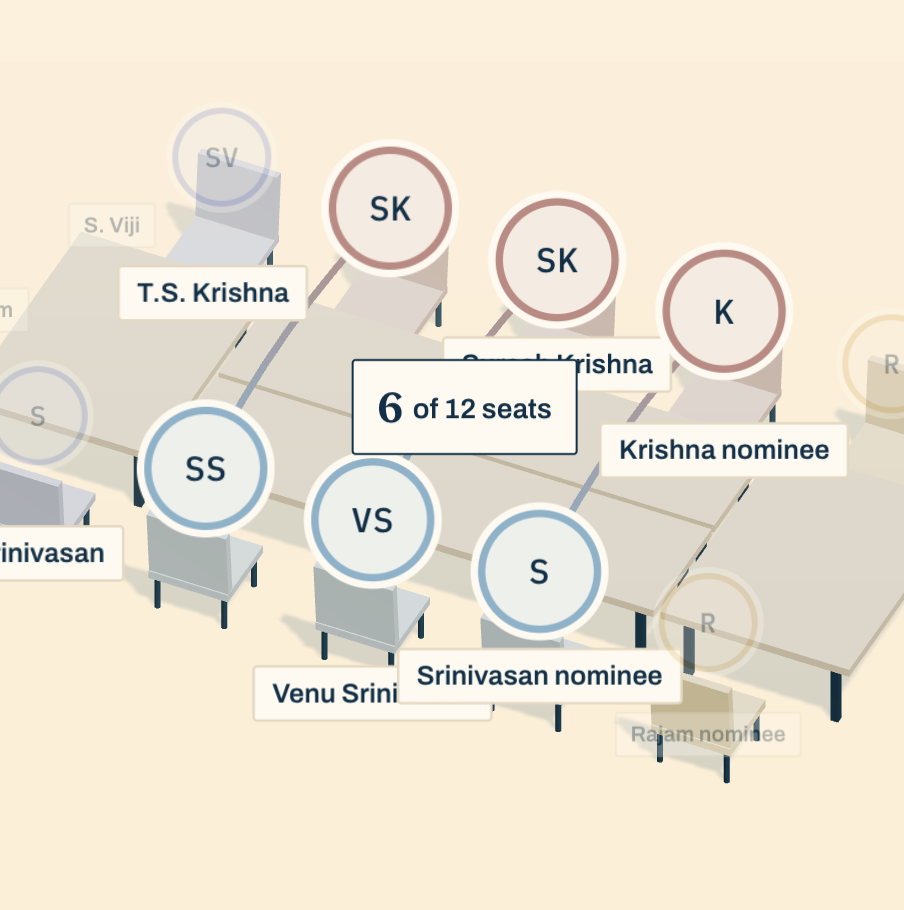 SV
SK
S. Viji
SK
T.S. Krishna
K
m
Krishna
R
6 of 12 seats
S
Krishna nominee
SS
VS
inivasan
S
R
Srinivasan nominee
Venu Srini
Rajam nominee